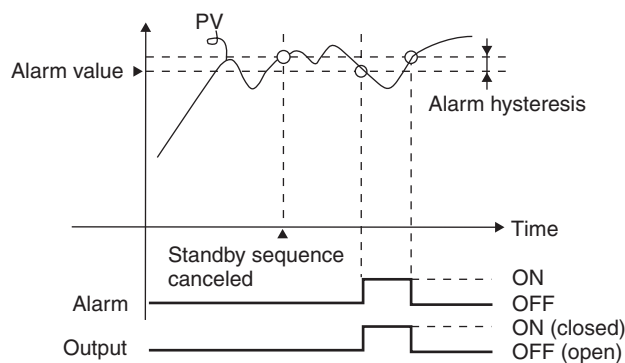 PV
Alarm value
Alarm hysteresis
Time
Standby sequence
canceled
ON
Alarm
OFF
ON (closed)
Output
OFF (open)